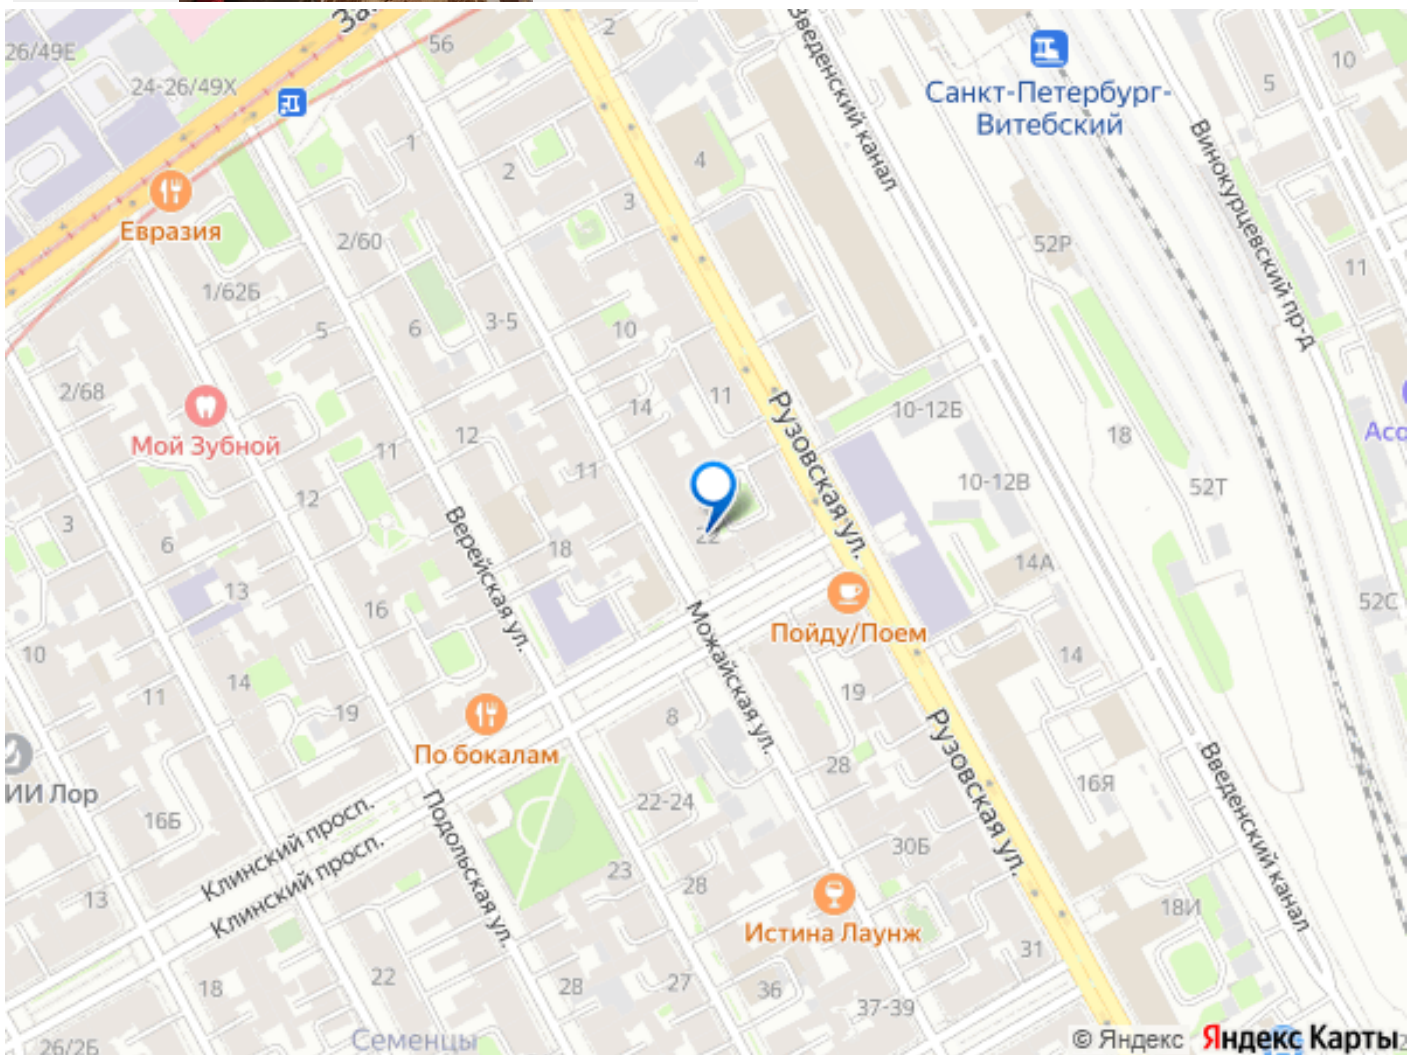 За
26/49Е
56
2
Введенский канал
24-26/49Х
Санкт-Петербург-
Витебский
10
5
Винокурцевский пр-д
1
2
4
3
Евразия
2/60
52Р
11
1/62Б
5
6
3-5
10
2/68
Мой Зубной
14
11
Рузовская ул.
10-12Б
18
Асс
12
11
11
10-12В
52Т
12
3
6
Верейская ул.
18
22
14А
13
16
52С
Можайская ул.
Пойду/Поем
10
14
11
19
14
19
8
По бокалам
28
Рузовская ул.
16Я
Введенский канал
ИИ Лор
16Б
Клинский просп.
Клинский просп.
Подольская ул.
22-24
30Б
23
28
13
18И
Истина Лаунж
31
18
22
28
27
36
37-39
26/2Б
Семенцы
© Яндекс Яндекс Карты